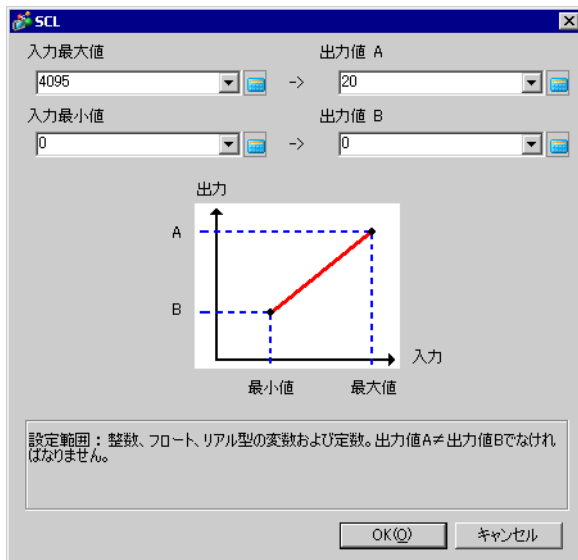 SCL
入力最大値 出力値 A
4095 -> 20
入力最小値 出力値 B
0 -> 0
出力
A
B
入力
最小値 最大値
設定範囲：整数、フロート、リアル型の変数および定数。出力値A≠出力値Bでなけれ
ばなりません。
OK(O) キャンセル